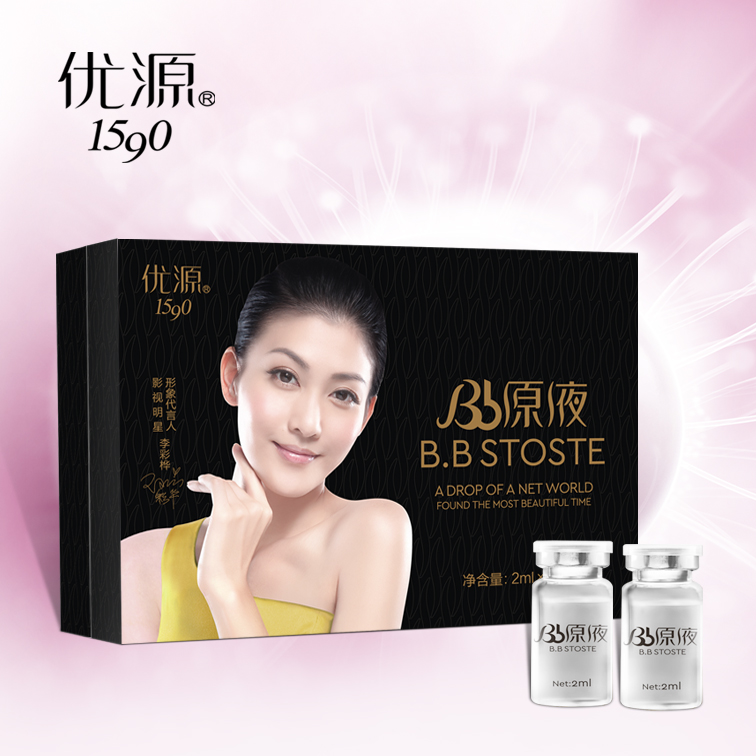 优源®
1590
优源®
1590
形象代言人
影视明星 李彩桦
BB原液
B.B STOSTE
A DROP OF A NET WORLD
FOUND THE MOST BEAUTIFUL TIME
净含量:2ml
BB原液
B.B STOSTE
Net:2ml
BB原液
B.B STOSTE
Net:2ml